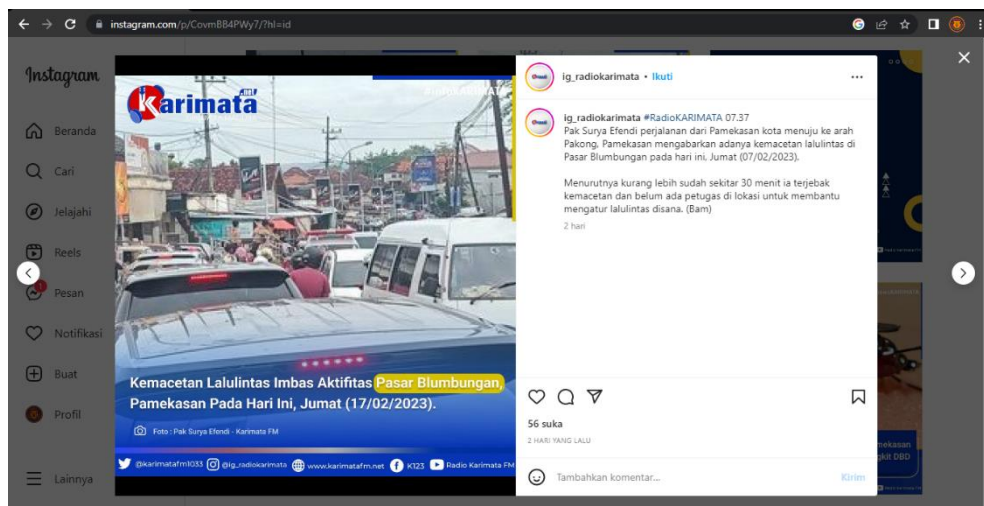 instagram.com/p/CovmBB4PWy7/?hl=id
Instagram
Beranda
Cari
Jelajahi
Reels
Pesan
Notifikasi
Buat
Profil
Lainnya
Karimata
.net
Kemacetan Lalulintas Imbas Aktifitas Pasar Blumbungan,
Pamekasan Pada Hari Ini, Jumat (17/02/2023).
Foto : Pak Surya Efendi - Karimata FM
@karimatafm1033 @ig_radiokarimata www.karimatafm.net K123 Radio Karimata FM
ig_radiokarimata • Ikuti
ig_radiokarimata #RadioKARIMATA 07.37
Pak Surya Efendi perjalanan dari Pamekasan kota menuju ke arah
Pakong, Pamekasan mengabarkan adanya kemacetan lalulintas di
Pasar Blumbungan pada hari ini, Jumat (07/02/2023).
Menurutnya kurang lebih sudah sekitar 30 menit ia terjebak
kemacetan dan belum ada petugas di lokasi untuk membantu
mengatur lalulintas disana. (Bam)
2 hari
56 suka
2 HARI YANG LALU
Tambahkan komentar...
Kirim